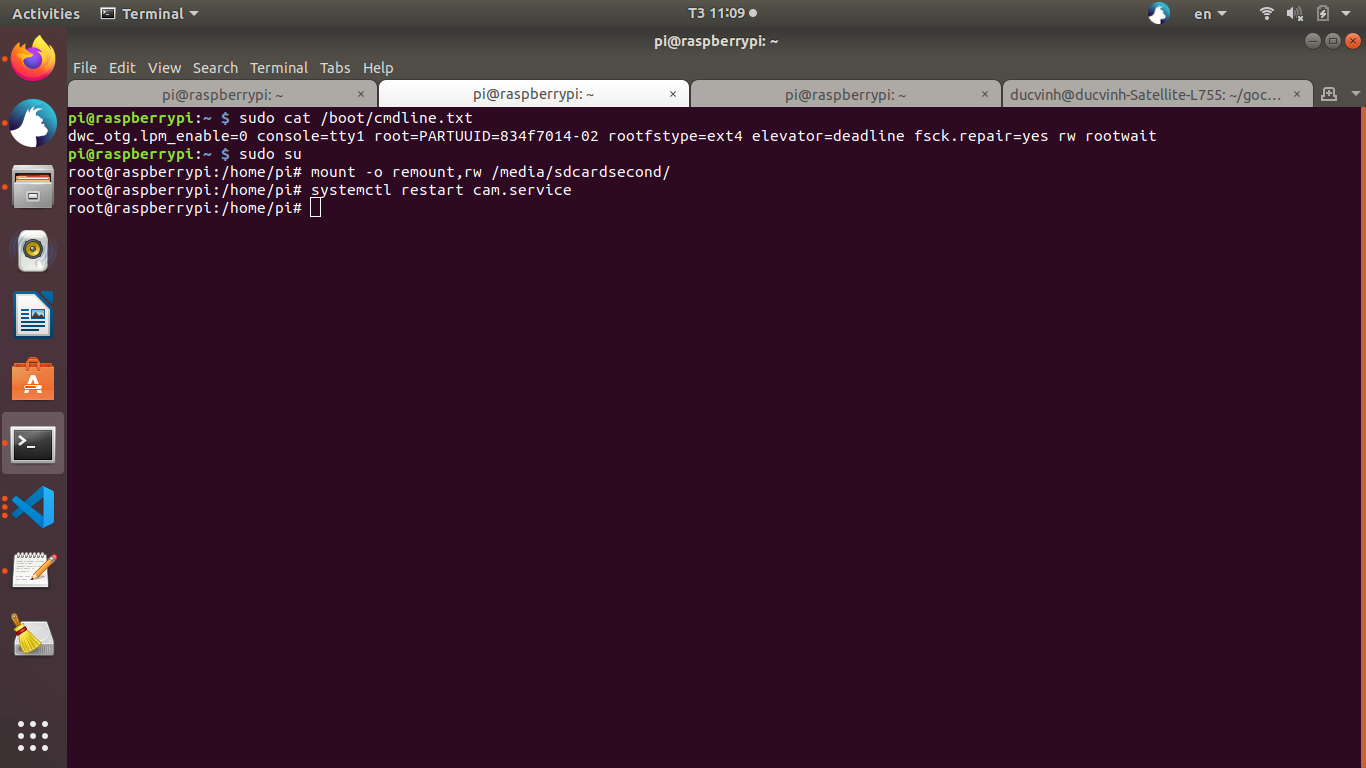 Activities Terminal T3 11:09 en
pi@raspberrypi: ~
File Edit View Search Terminal Tabs Help
pi@raspberrypi: ~ × pi@raspberrypi: ~ × pi@raspberrypi: ~ × ducvinh@ducvinh-Satellite-L755: ~/goc... ×
pi@raspberrypi:~ $ sudo cat /boot/cmdline.txt
dwc_otg.lpm_enable=0 console=tty1 root=PARTUUID=834f7014-02 rootfstype=ext4 elevator=deadline fsck.repair=yes rw rootwait
pi@raspberrypi:~ $ sudo su
root@raspberrypi:/home/pi# mount -o remount,rw /media/sdcardsecond/
root@raspberrypi:/home/pi# systemctl restart cam.service
root@raspberrypi:/home/pi#